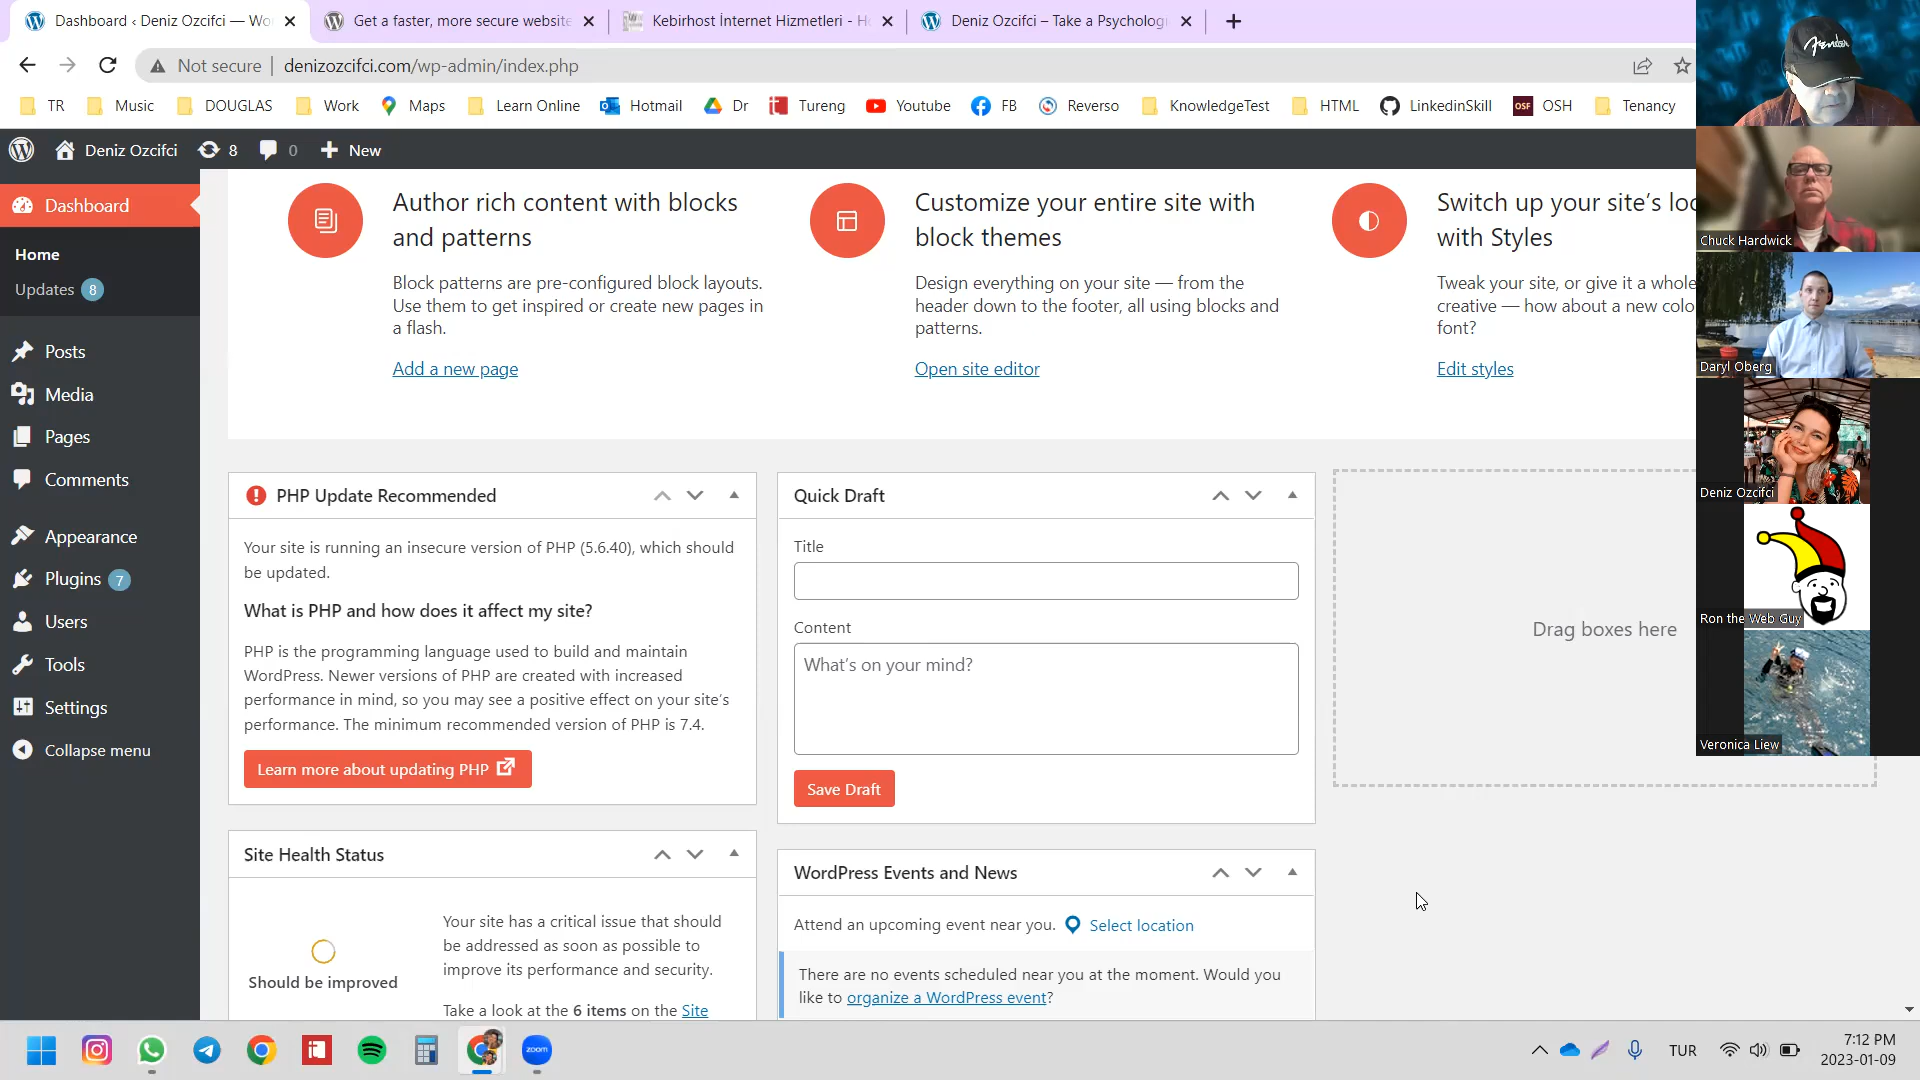 Dashboard ‹ Deniz Ozcifci — Wo
Get a faster, more secure website
Kebirhost İnternet Hizmetleri - H
Deniz Ozcifci – Take a Psycholog
Not secure
denizozcifci.com/wp-admin/index.php
TR
Music
DOUGLAS
Work
Maps
Learn Online
Hotmail
Dr
Tureng
Youtube
FB
Reverso
KnowledgeTest
HTML
LinkedinSkill
OSF
OSH
Tenancy
Deniz Ozcifci
8
0
New
Dashboard
Home
Updates 8
Posts
Media
Pages
Comments
Appearance
Plugins 7
Users
Tools
Settings
Collapse menu
Author rich content with blocks
and patterns
Block patterns are pre-configured block layouts.
Use them to get inspired or create new pages in
a flash.
Add a new page
Customize your entire site with
block themes
Design everything on your site — from the
header down to the footer, all using blocks and
patterns.
Open site editor
Switch up your site’s loo
with Styles
Tweak your site, or give it a whole
creative — how about a new colo
font?
Edit styles
PHP Update Recommended
Your site is running an insecure version of PHP (5.6.40), which should
be updated.
What is PHP and how does it affect my site?
PHP is the programming language used to build and maintain
WordPress. Newer versions of PHP are created with increased
performance in mind, so you may see a positive effect on your site’s
performance. The minimum recommended version of PHP is 7.4.
Learn more about updating PHP
Site Health Status
Should be improved
Your site has a critical issue that should
be addressed as soon as possible to
improve its performance and security.
Take a look at the 6 items on the Site
Quick Draft
Title
Content
What’s on your mind?
Save Draft
WordPress Events and News
Attend an upcoming event near you.
Select location
There are no events scheduled near you at the moment. Would you
like to organize a WordPress event?
Drag boxes here
Fender
Chuck Hardwick
Daryl Oberg
Deniz Ozcifci
Ron the Web Guy
Veronica Liew
zoom
TUR
7:12 PM
2023-01-09